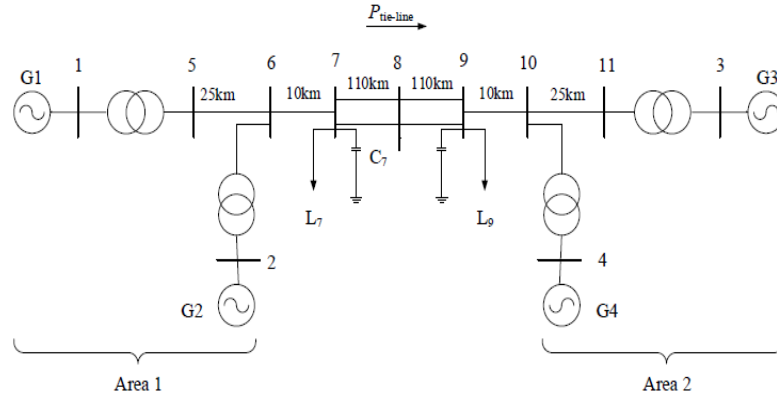 P tie-line
G1 1 5 6 7 8 9 10 11 3 G3
25km 10km 110km 110km 10km 25km
C7
L7 L9
2 4
G2 G4
Area 1 Area 2